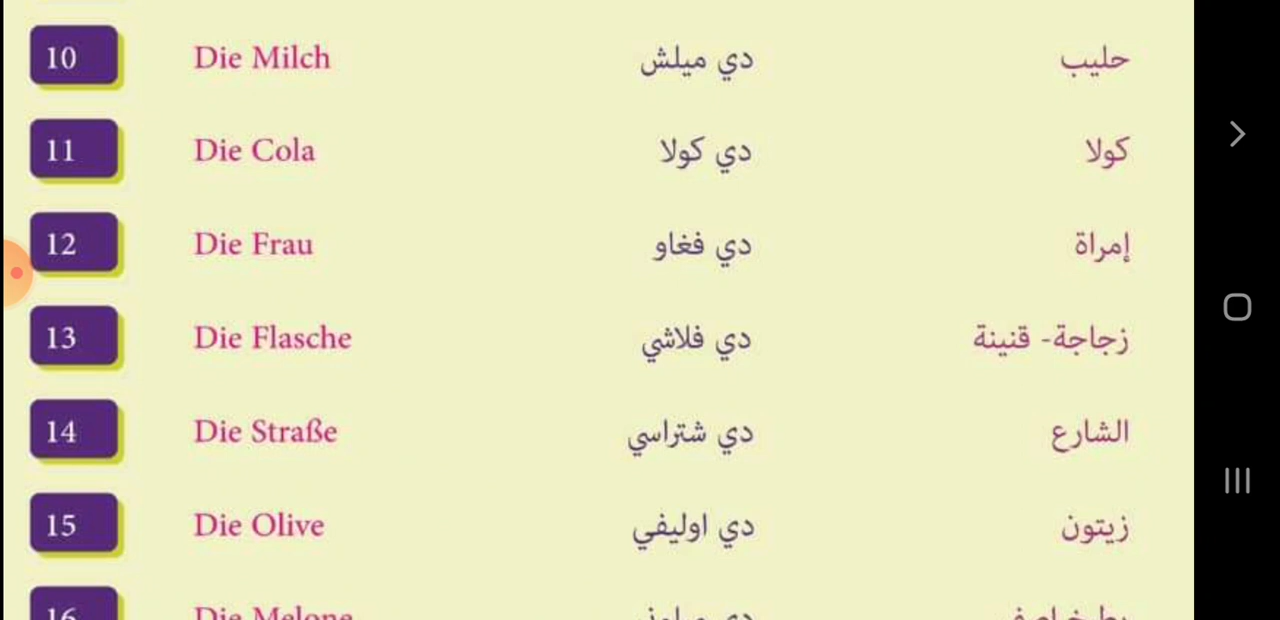 10 Die Milch دي ميلش حليب
11 Die Cola دي كولا كولا
12 Die Frau دي فغاو إمراة
13 Die Flasche دي فلاشي زجاجة- قنينة
14 Die Straße دي شتراسي الشارع
15 Die Olive دي اوليفي زيتون
16 Die Melone دي